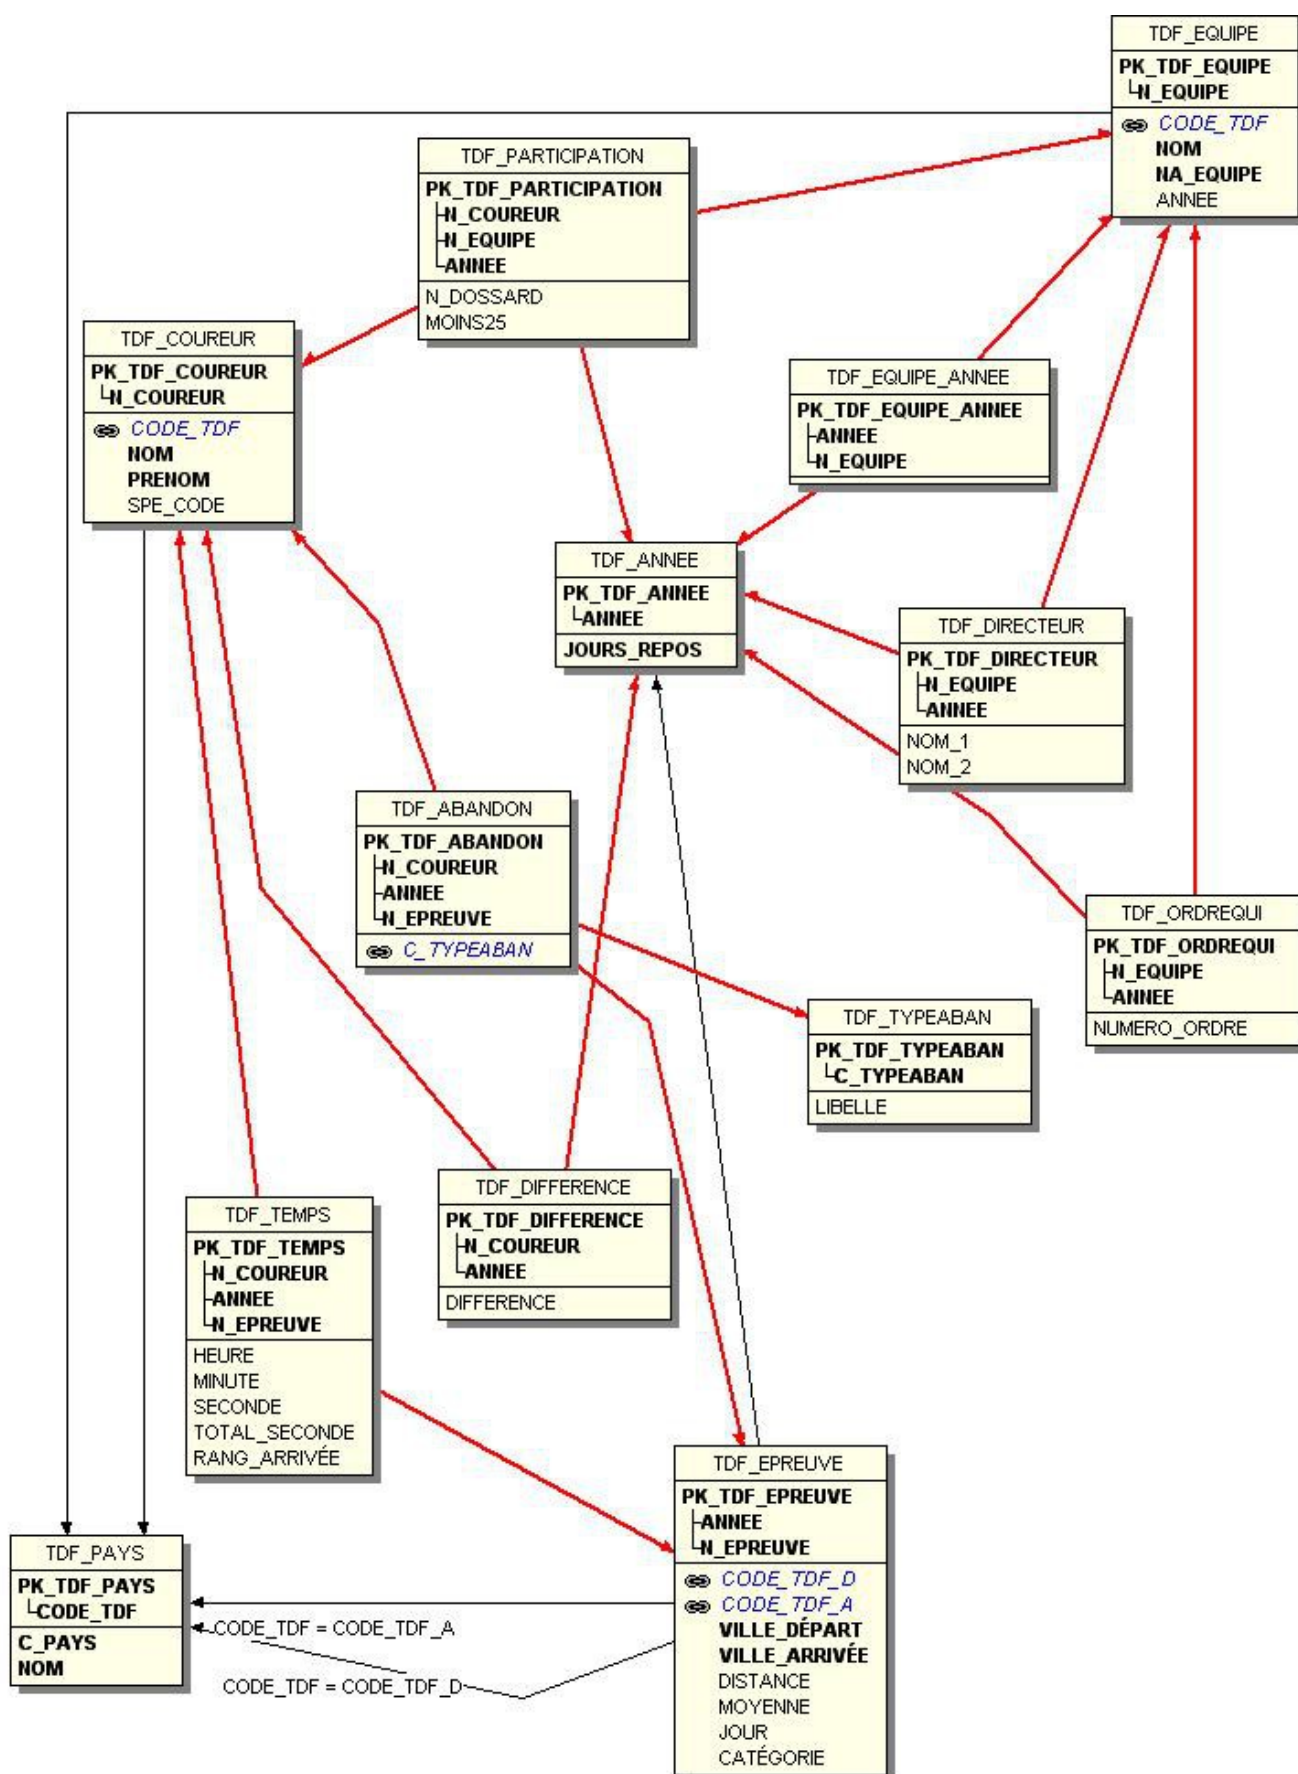 TDF_EQUIPE
PK_TDF_EQUIPE
N_EQUIPE
CODE_TDF
NOM
NA_EQUIPE
ANNEE
TDF_PARTICIPATION
PK_TDF_PARTICIPATION
N_COUREUR
N_EQUIPE
ANNEE
N_DOSSARD
MOINS25
TDF_COUREUR
PK_TDF_COUREUR
N_COUREUR
CODE_TDF
NOM
PRENOM
SPE_CODE
TDF_EQUIPE_ANNEE
PK_TDF_EQUIPE_ANNEE
ANNEE
N_EQUIPE
TDF_ANNEE
PK_TDF_ANNEE
ANNEE
JOURS_REPOS
TDF_DIRECTEUR
PK_TDF_DIRECTEUR
N_EQUIPE
ANNEE
NOM_1
NOM_2
TDF_ABANDON
PK_TDF_ABANDON
N_COUREUR
ANNEE
N_EPREUVE
C_TYPEABAN
TDF_ORDREQUI
PK_TDF_ORDREQUI
N_EQUIPE
ANNEE
NUMERO_ORDRE
TDF_TYPEABAN
PK_TDF_TYPEABAN
C_TYPEABAN
LIBELLE
TDF_DIFFERENCE
PK_TDF_DIFFERENCE
N_COUREUR
ANNEE
DIFFERENCE
TDF_TEMPS
PK_TDF_TEMPS
N_COUREUR
ANNEE
N_EPREUVE
HEURE
MINUTE
SECONDE
TOTAL_SECONDE
RANG_ARRIVÉE
TDF_EPREUVE
PK_TDF_EPREUVE
ANNEE
N_EPREUVE
CODE_TDF_D
CODE_TDF_A
VILLE_DÉPART
VILLE_ARRIVÉE
DISTANCE
MOYENNE
JOUR
CATÉGORIE
TDF_PAYS
PK_TDF_PAYS
CODE_TDF
C_PAYS
NOM
CODE_TDF = CODE_TDF_A
CODE_TDF = CODE_TDF_D